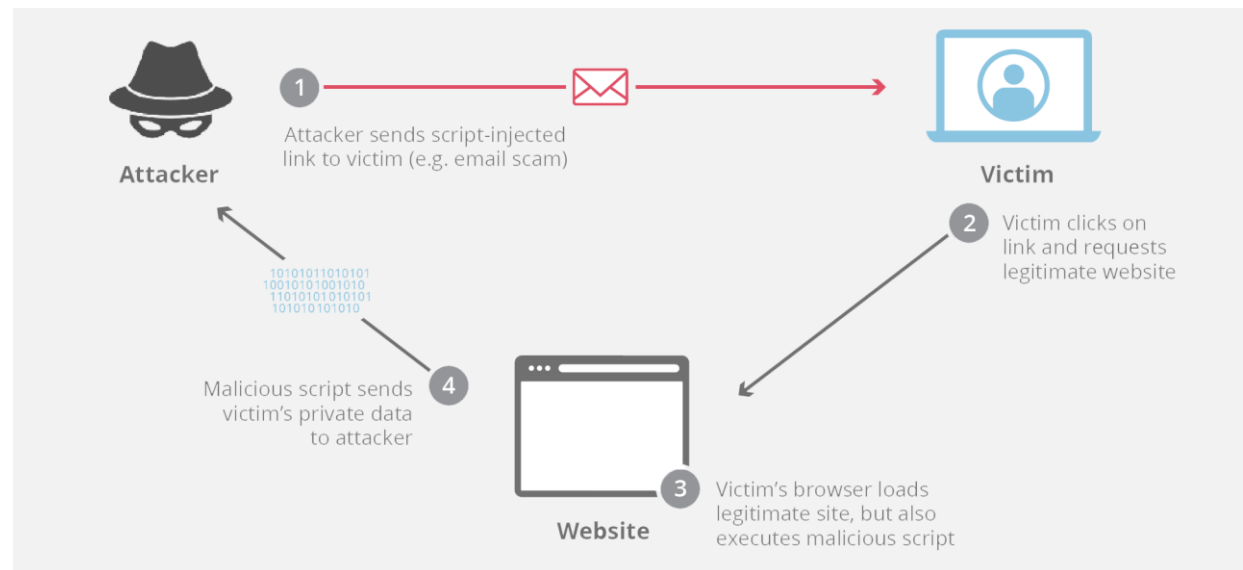 1
Attacker sends script-injected
link to victim (e.g. email scam)
Attacker
Victim
2
Victim clicks on
link and requests
legitimate website
10101011010101
10010101001010
11010101010101
101010101010
4
Malicious script sends
victim’s private data
to attacker
3
Victim’s browser loads
legitimate site, but also
executes malicious script
Website